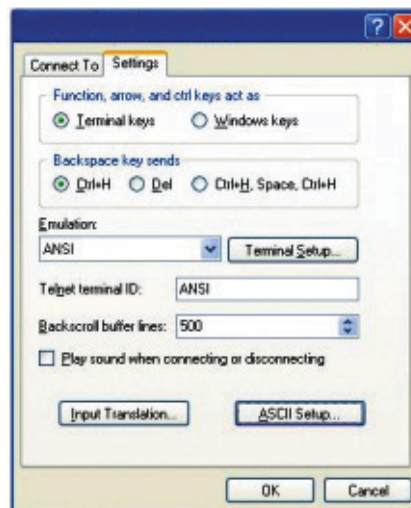 Connect To Settings
Function, arrow, and ctrl keys act as
Terminal keys Windows keys
Backspace key sends
Ctrl+H Del Ctrl+H, Space, Ctrl+H
Emulation:
ANSI Terminal Setup...
Telnet terminal ID: ANSI
Backscroll buffer lines: 500
Play sound when connecting or disconnecting
Input Translation... ASCII Setup...
OK Cancel